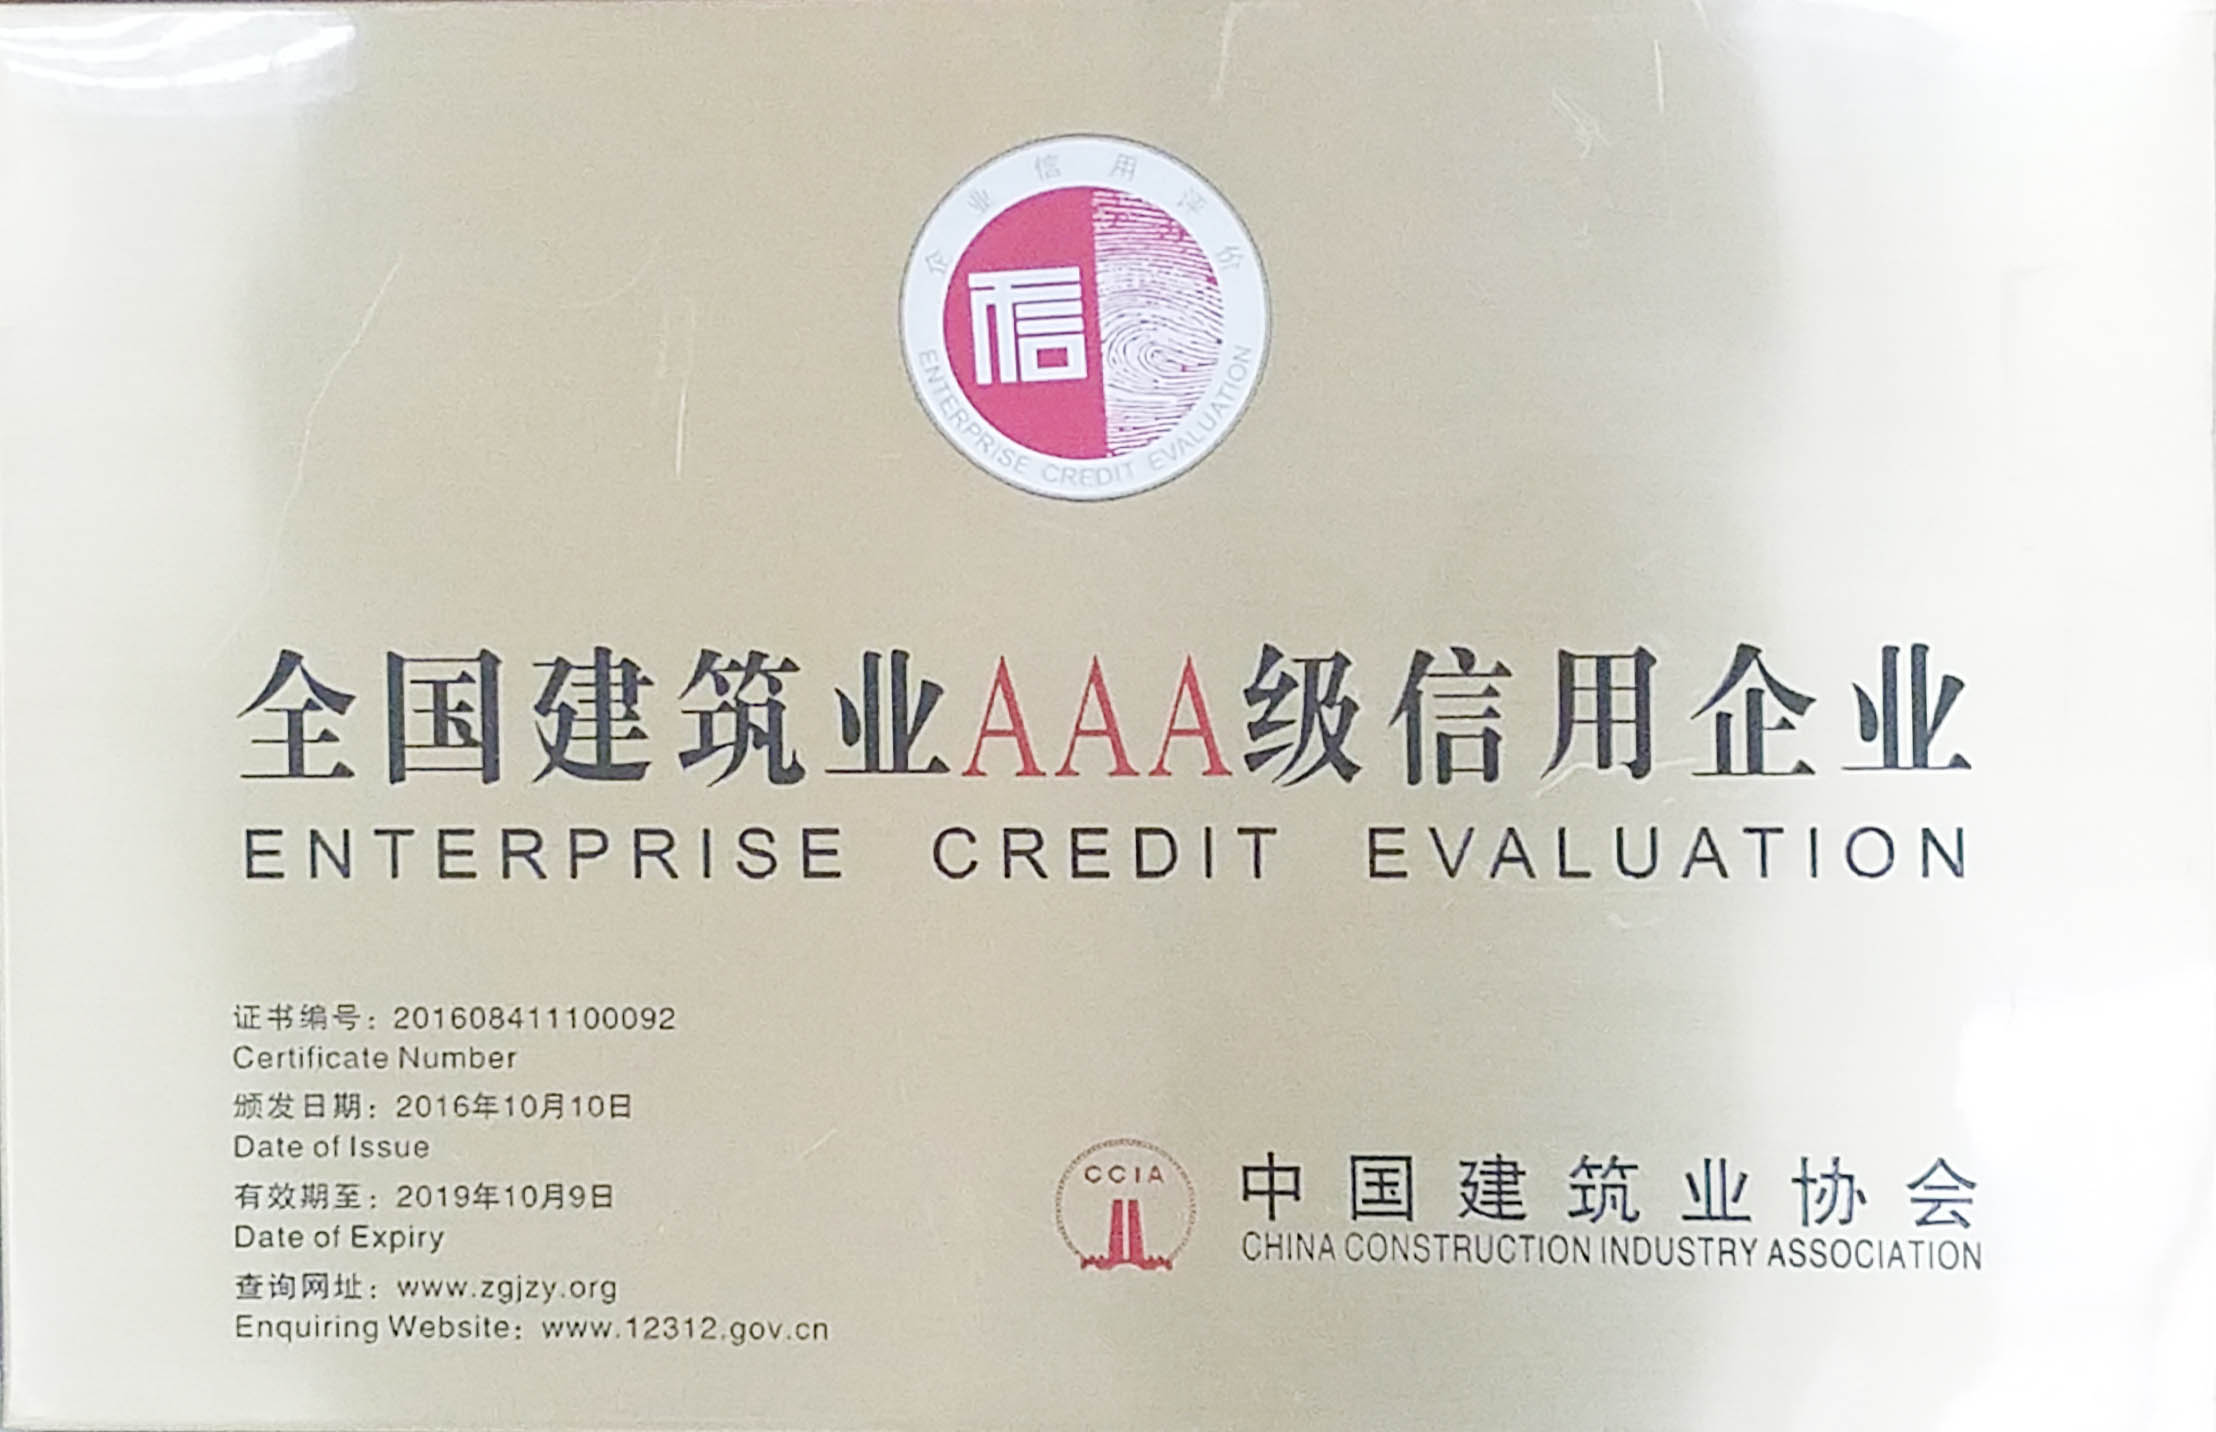 企业信用评价
信
ENTERPRISE CREDIT EVALUATION
全国建筑业AAA级信用企业
ENTERPRISE CREDIT EVALUATION
证书编号：201608411100092
Certificate Number
颁发日期：2016年10月10日
Date of Issue
有效期至：2019年10月9日
Date of Expiry
查询网址：www.zgjzy.org
Enquiring Website：www.12312.gov.cn
CCIA
中国建筑业协会
CHINA CONSTRUCTION INDUSTRY ASSOCIATION